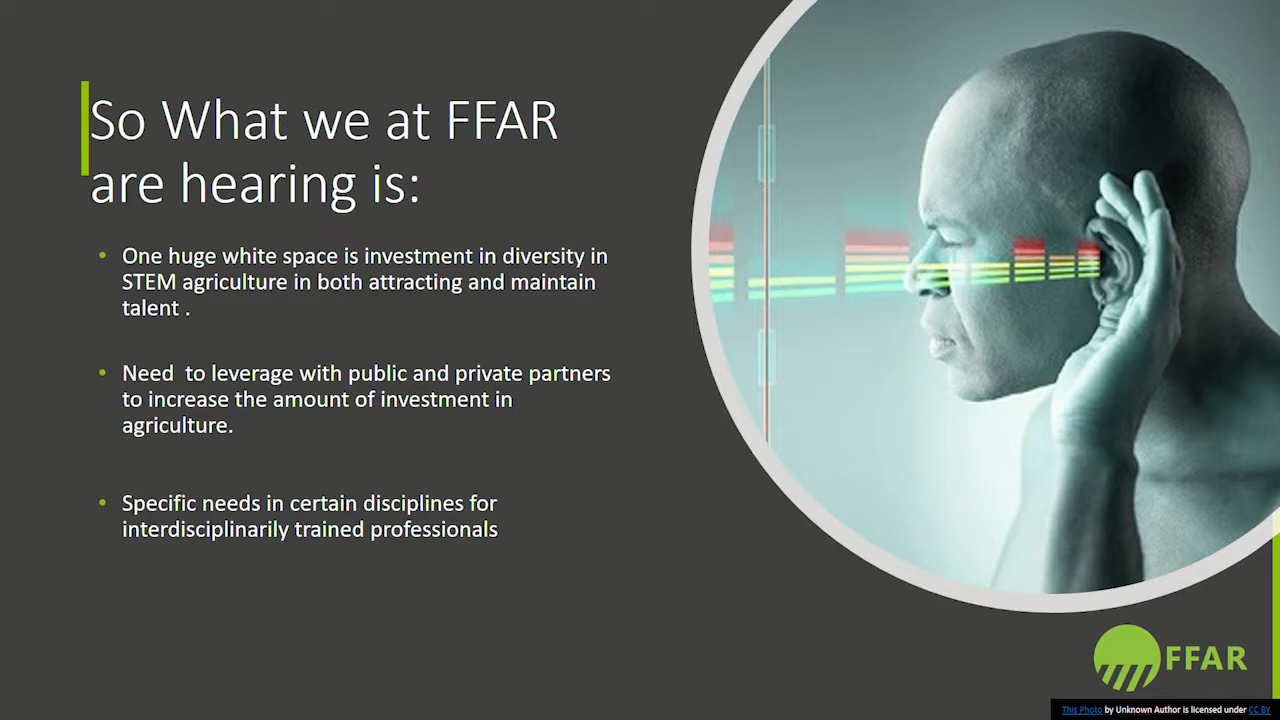 So What we at FFAR
are hearing is:
• One huge white space is investment in diversity in
STEM agriculture in both attracting and maintain
talent .
• Need  to leverage with public and private partners
to increase the amount of investment in
agriculture.
• Specific needs in certain disciplines for
interdisciplinarily trained professionals
FFAR
This Photo by Unknown Author is licensed under CC BY